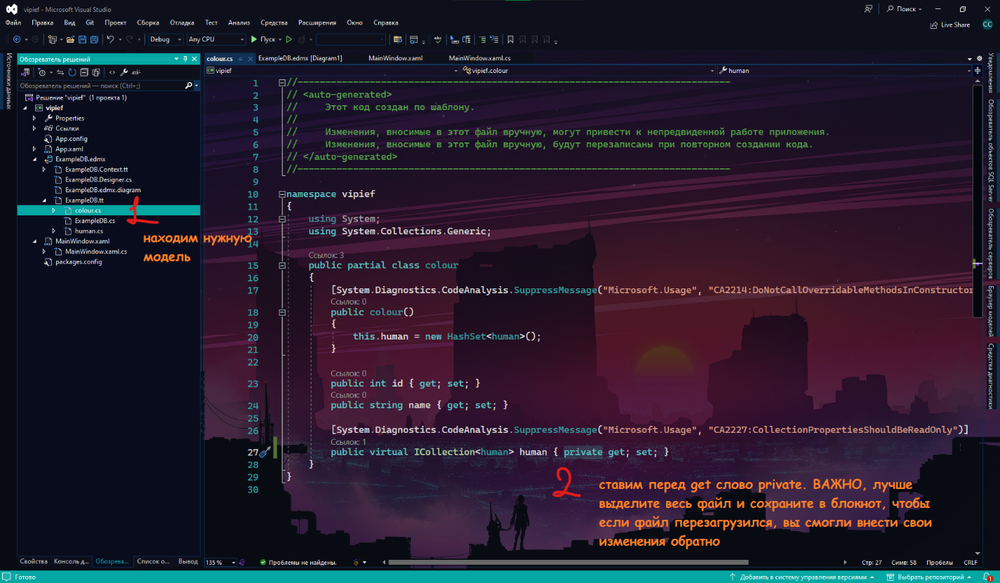 vipief - Microsoft Visual Studio
Поиск
Файл Правка Вид Git Проект Сборка Отладка Тест Анализ Средства Расширения Окно Справка
Live Share
CC
Debug Any CPU Пуск
Источники данных
Обозреватель решений
Обозреватель решений — поиск (Ctrl+;)
Решение "vipief" (1 проекта 1)
vipief
Properties
Ссылки
App.config
App.xaml
ExampleDB.edmx
ExampleDB.Context.tt
ExampleDB.Designer.cs
ExampleDB.edmx.diagram
ExampleDB.tt
colour.cs
ExampleDB.cs
human.cs
MainWindow.xaml
MainWindow.xaml.cs
packages.config
1
находим нужную
модель
Свойства Консоль д... Обозрева... Список о... Вывод
colour.cs ExampleDB.edmx [Diagram1] MainWindow.xaml MainWindow.xaml.cs
vipief vipief.colour human
1 //-------------------------------------------------------------------------------
2 // <auto-generated>
3 // Этот код создан по шаблону.
4 //
5 // Изменения, вносимые в этот файл вручную, могут привести к непредвиденной работе приложения.
6 // Изменения, вносимые в этот файл вручную, будут перезаписаны при повторном создании кода.
7 // </auto-generated>
8 //-------------------------------------------------------------------------------
9
10 namespace vipief
11 {
12 using System;
13 using System.Collections.Generic;
14
Ссылок: 3
15 public partial class colour
16 {
17 [System.Diagnostics.CodeAnalysis.SuppressMessage("Microsoft.Usage", "CA2214:DoNotCallOverridableMethodsInConstructor
Ссылок: 0
18 public colour()
19 {
20 this.human = new HashSet<human>();
21 }
22
Ссылок: 0
23 public int id { get; set; }
Ссылок: 0
24 public string name { get; set; }
25
26 [System.Diagnostics.CodeAnalysis.SuppressMessage("Microsoft.Usage", "CA2227:CollectionPropertiesShouldBeReadOnly")]
Ссылок: 1
27 public virtual ICollection<human> human { private get; set; }
28 }
29 }
30
2
ставим перед get слово private. ВАЖНО, лучше
выделите весь файл и сохраните в блокнот, чтобы
если файл перезагрузился, вы смогли внести свои
изменения обратно
135 % Проблемы не найдены. Стр: 27 Симв: 58 Пробелы CRLF
Уведомления
Обозреватель объектов SQL Server
Обозреватель серверов
Браузер моделей
Средства диагностики
Готово Добавить в систему управления версиями Выбрать репозиторий 1